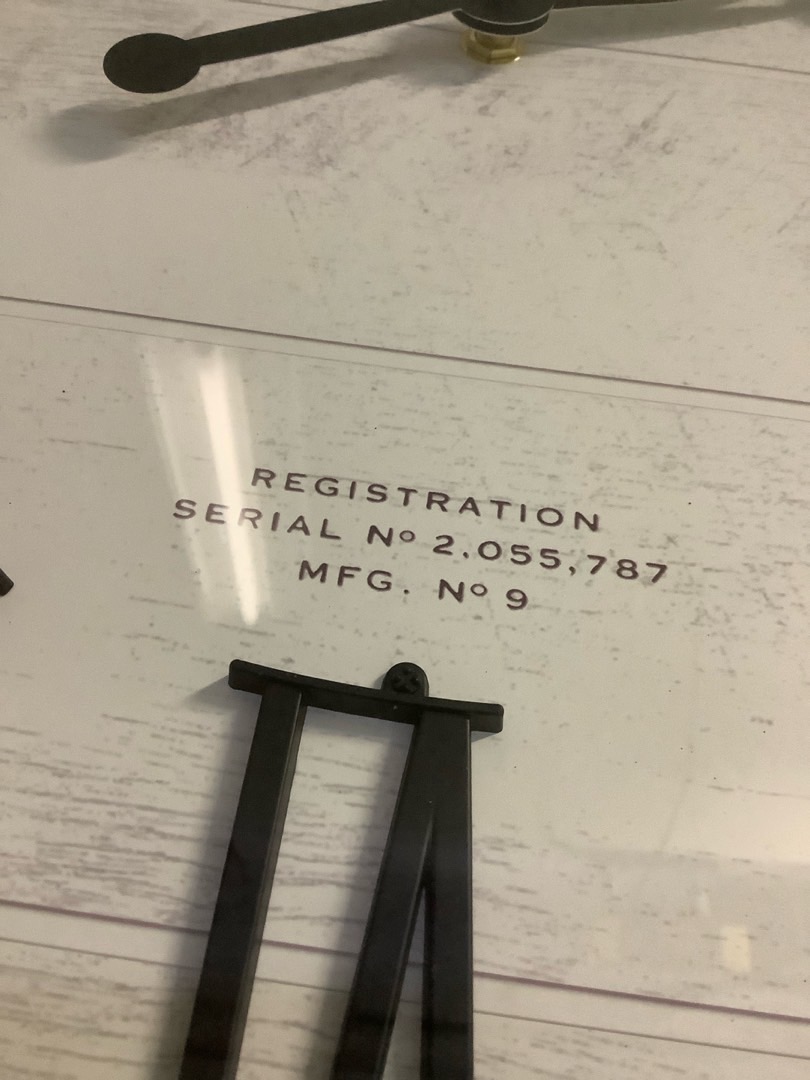 REGISTRATION
SERIAL Nº 2.055,787
MFG. Nº 9